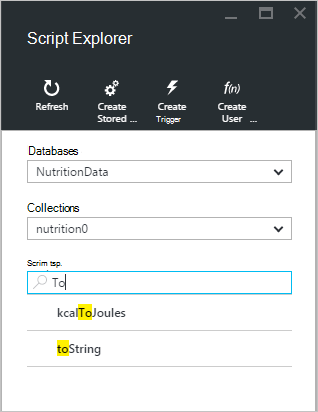 Script Explorer
Refresh
Create
Stored ...
Create
Trigger
f(n)
Create
User ...
Databases
NutritionData
Collections
nutrition0
Scrim tsp.
To
kcalToJoules
toString